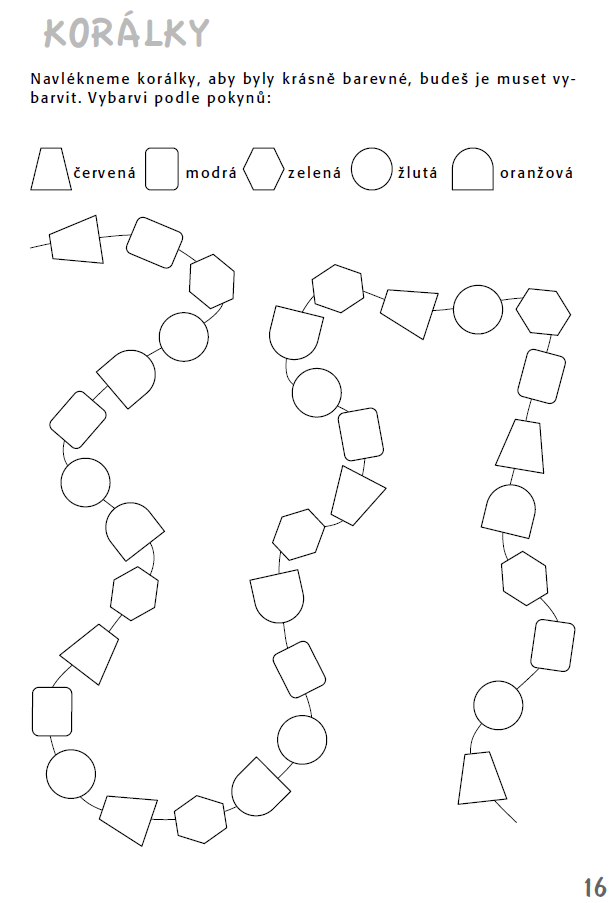 KORÁLKY
Navlékneme korálky, aby byly krásně barevné, budeš je muset vy-
barvit. Vybarvi podle pokynů:
červená modrá zelená žlutá oranžová
16